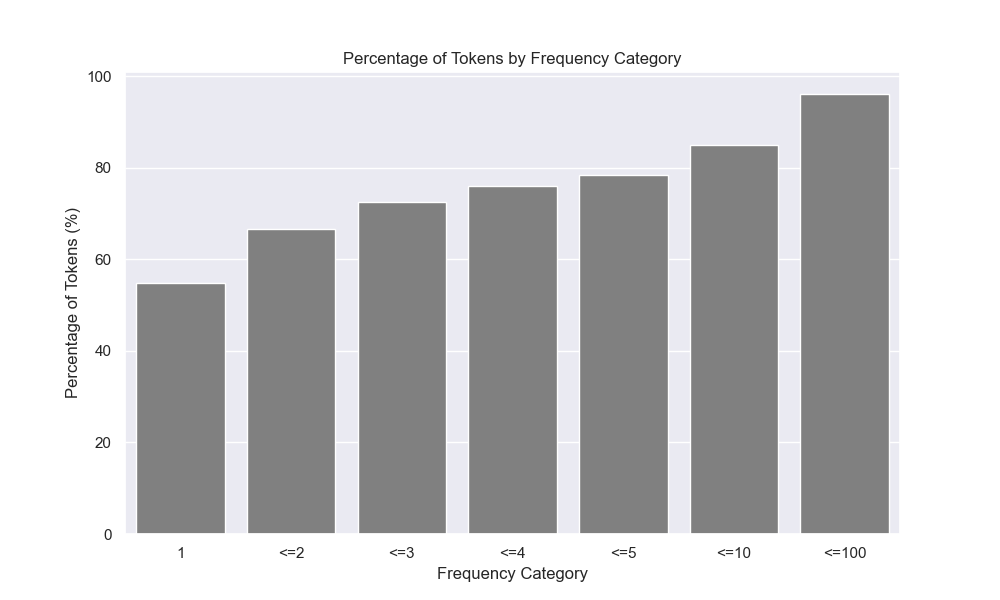 Percentage of Tokens by Frequency Category
Percentage of Tokens (%)
100
80
60
40
20
0
1 <=2 <=3 <=4 <=5 <=10 <=100
Frequency Category